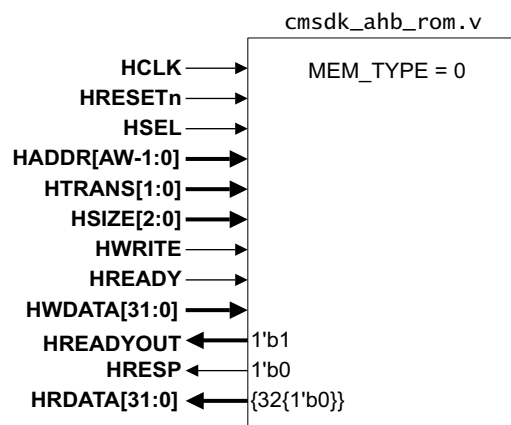 cmsdk_ahb_rom.v
HCLK
MEM_TYPE = 0
HRESETn
HSEL
HADDR[AW-1:0]
HTRANS[1:0]
HSIZE[2:0]
HWRITE
HREADY
HWDATA[31:0]
HREADYOUT 1'b1
HRESP 1'b0
HRDATA[31:0] {32{1'b0}}